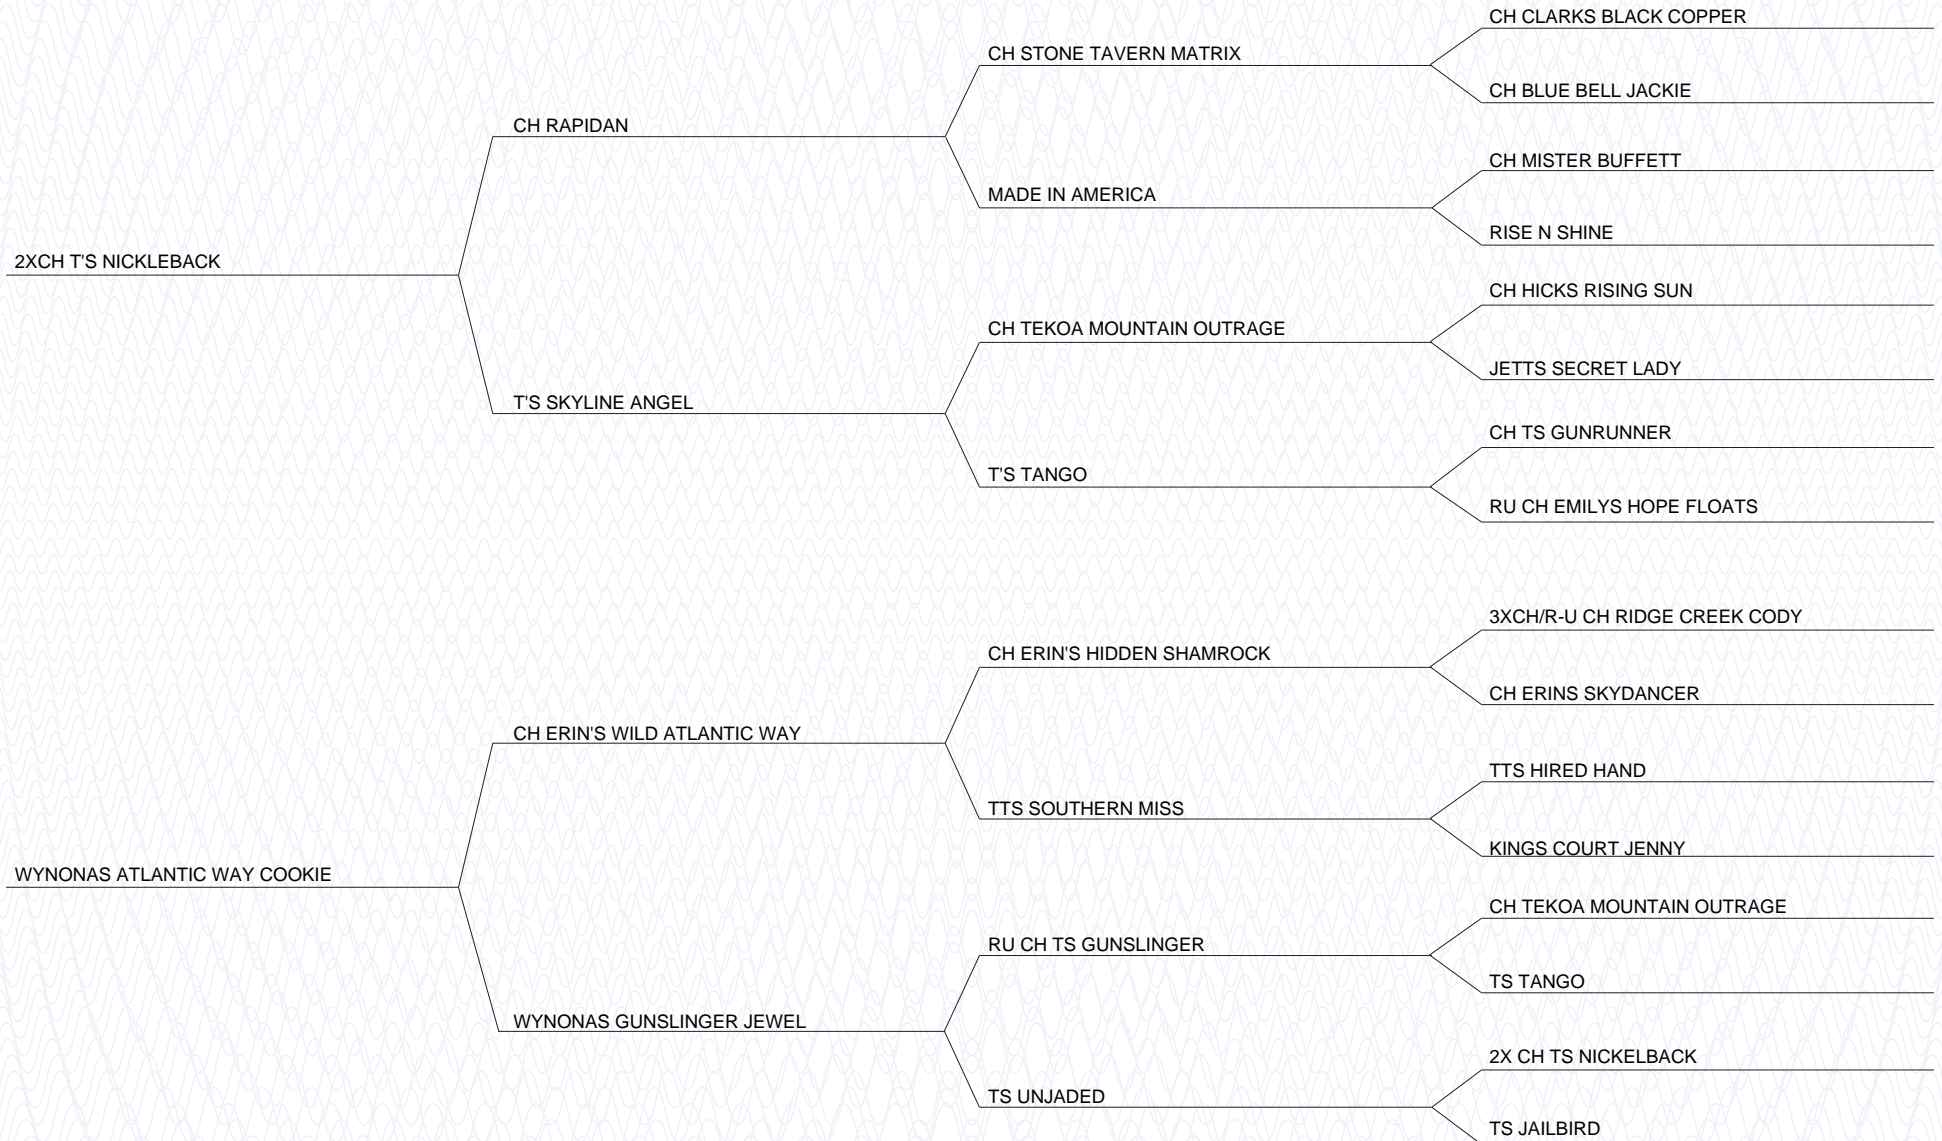 CH CLARKS BLACK COPPER
CH STONE TAVERN MATRIX
CH BLUE BELL JACKIE
CH RAPIDAN
CH MISTER BUFFETT
MADE IN AMERICA
RISE N SHINE
2XCH T'S NICKLEBACK
CH HICKS RISING SUN
CH TEKOA MOUNTAIN OUTRAGE
JETTS SECRET LADY
T'S SKYLINE ANGEL
CH TS GUNRUNNER
T'S TANGO
RU CH EMILYS HOPE FLOATS
3XCH/R-U CH RIDGE CREEK CODY
CH ERIN'S HIDDEN SHAMROCK
CH ERINS SKYDANCER
CH ERIN'S WILD ATLANTIC WAY
TTS HIRED HAND
TTS SOUTHERN MISS
KINGS COURT JENNY
WYNONAS ATLANTIC WAY COOKIE
CH TEKOA MOUNTAIN OUTRAGE
RU CH TS GUNSLINGER
TS TANGO
WYNONAS GUNSLINGER JEWEL
2X CH TS NICKELBACK
TS UNJADED
TS JAILBIRD